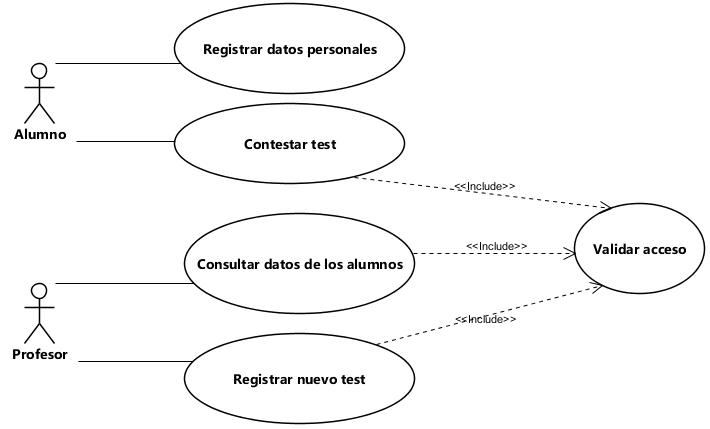 Registrar datos personales
Alumno
Contestar test
<<Include>>
Consultar datos de los alumnos
<<Include>>
Validar acceso
<<Include>>
Profesor
Registrar nuevo test